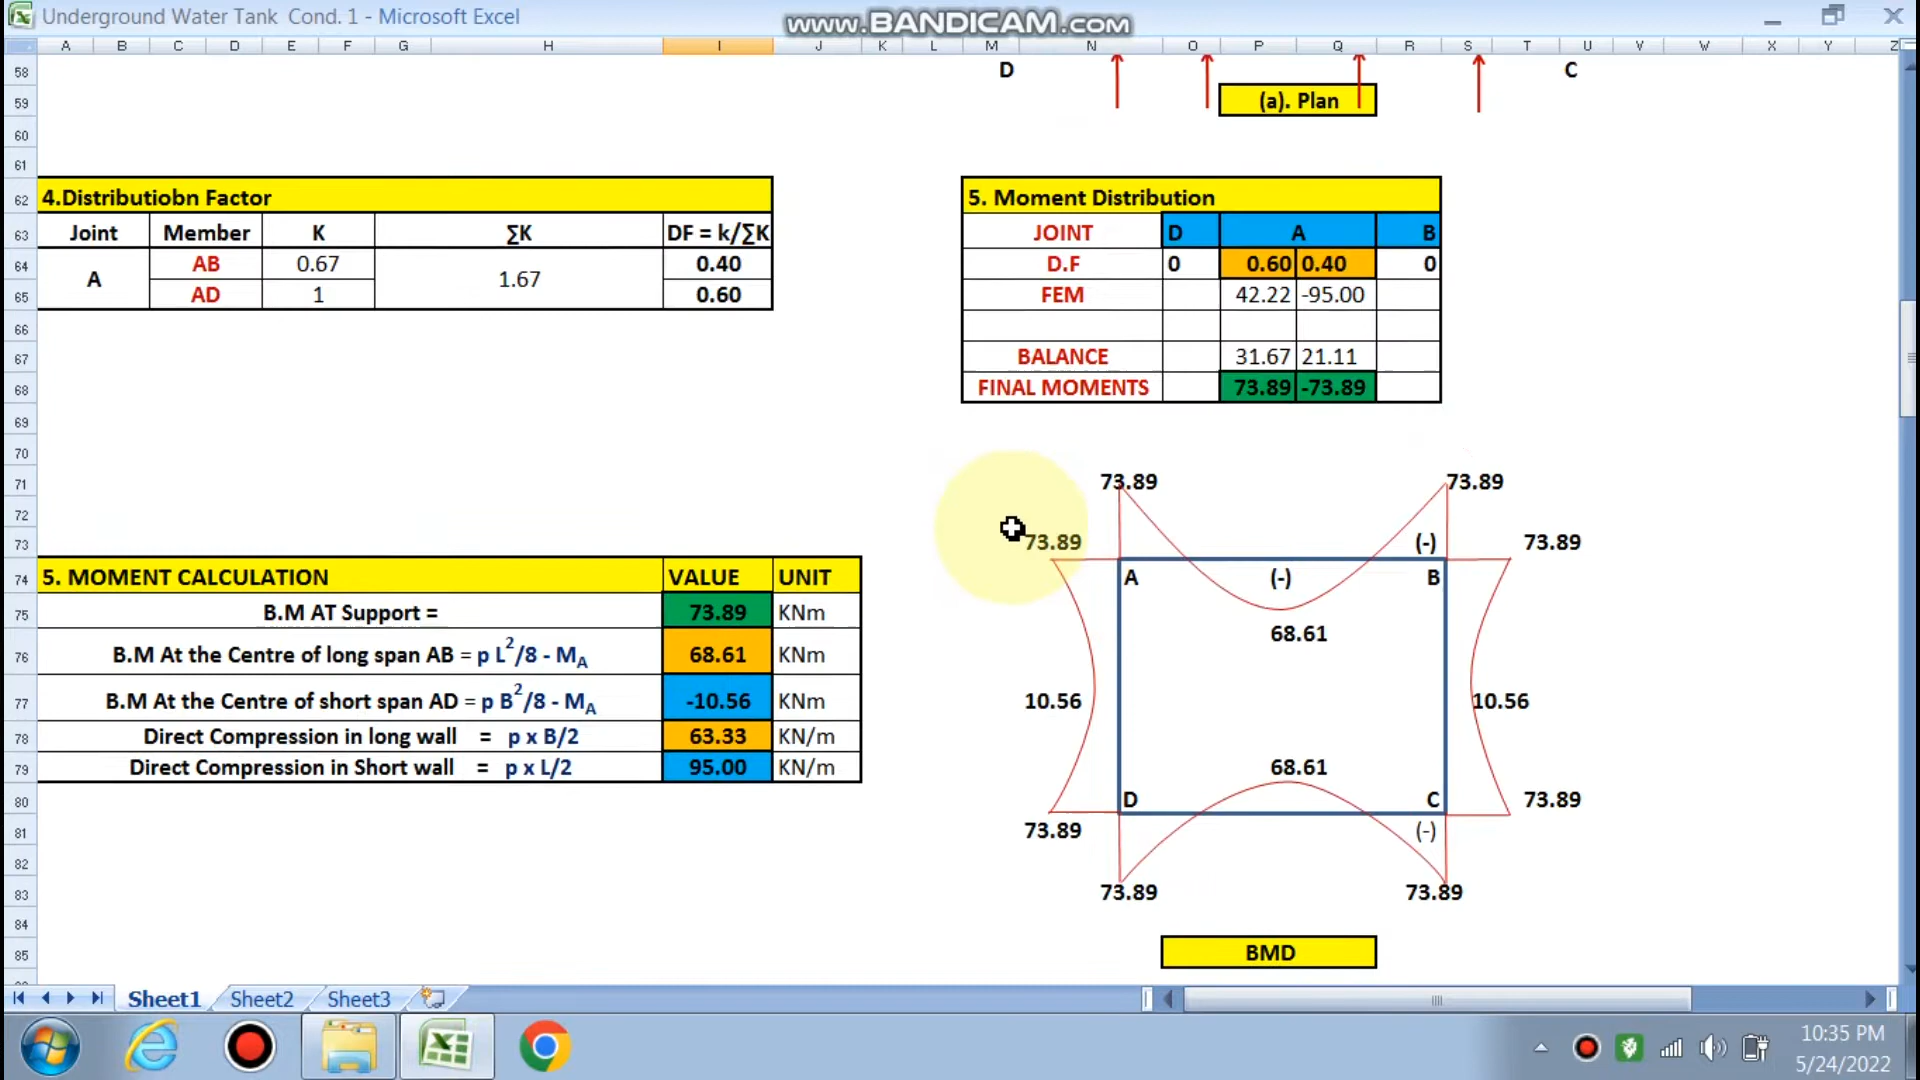 Underground Water Tank Cond. 1 - Microsoft Excel
www.BANDICAM.com
A B C D E F G H I J K L M N O P Q R S T U V W X Y Z
58 D C
59 (a). Plan
60
61
62 4.Distributiobn Factor 5. Moment Distribution
63 Joint Member K ∑K DF = k/∑K JOINT D A B
64 A AB 0.67 1.67 0.40 D.F 0 0.60 0.40 0
65 AD 1 0.60 FEM 42.22 -95.00
66
67 BALANCE 31.67 21.11
68 FINAL MOMENTS 73.89 -73.89
69
70
71 73.89 73.89
72
73 73.89 (-) 73.89
74 5. MOMENT CALCULATION VALUE UNIT A (-) B
75 B.M AT Support = 73.89 KNm
68.61
76 B.M At the Centre of long span AB = p L²/8 - M_A 68.61 KNm
77 B.M At the Centre of short span AD = p B²/8 - M_A -10.56 KNm 10.56 10.56
78 Direct Compression in long wall = p x B/2 63.33 KN/m
79 Direct Compression in Short wall = p x L/2 95.00 KN/m 68.61
80 D C 73.89
81 73.89 (-)
82
83 73.89 73.89
84
85 BMD
Sheet1 Sheet2 Sheet3
10:35 PM
5/24/2022